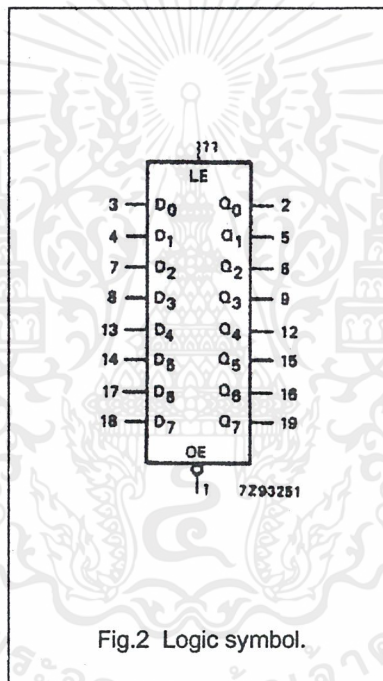 LE
3 D0 Q0 2
4 D1 Q1 5
7 D2 Q2 6
8 D3 Q3 9
13 D4 Q4 12
14 D5 Q5 15
17 D6 Q6 16
18 D7 Q7 19
OE
1 7Z93251
Fig.2 Logic symbol.